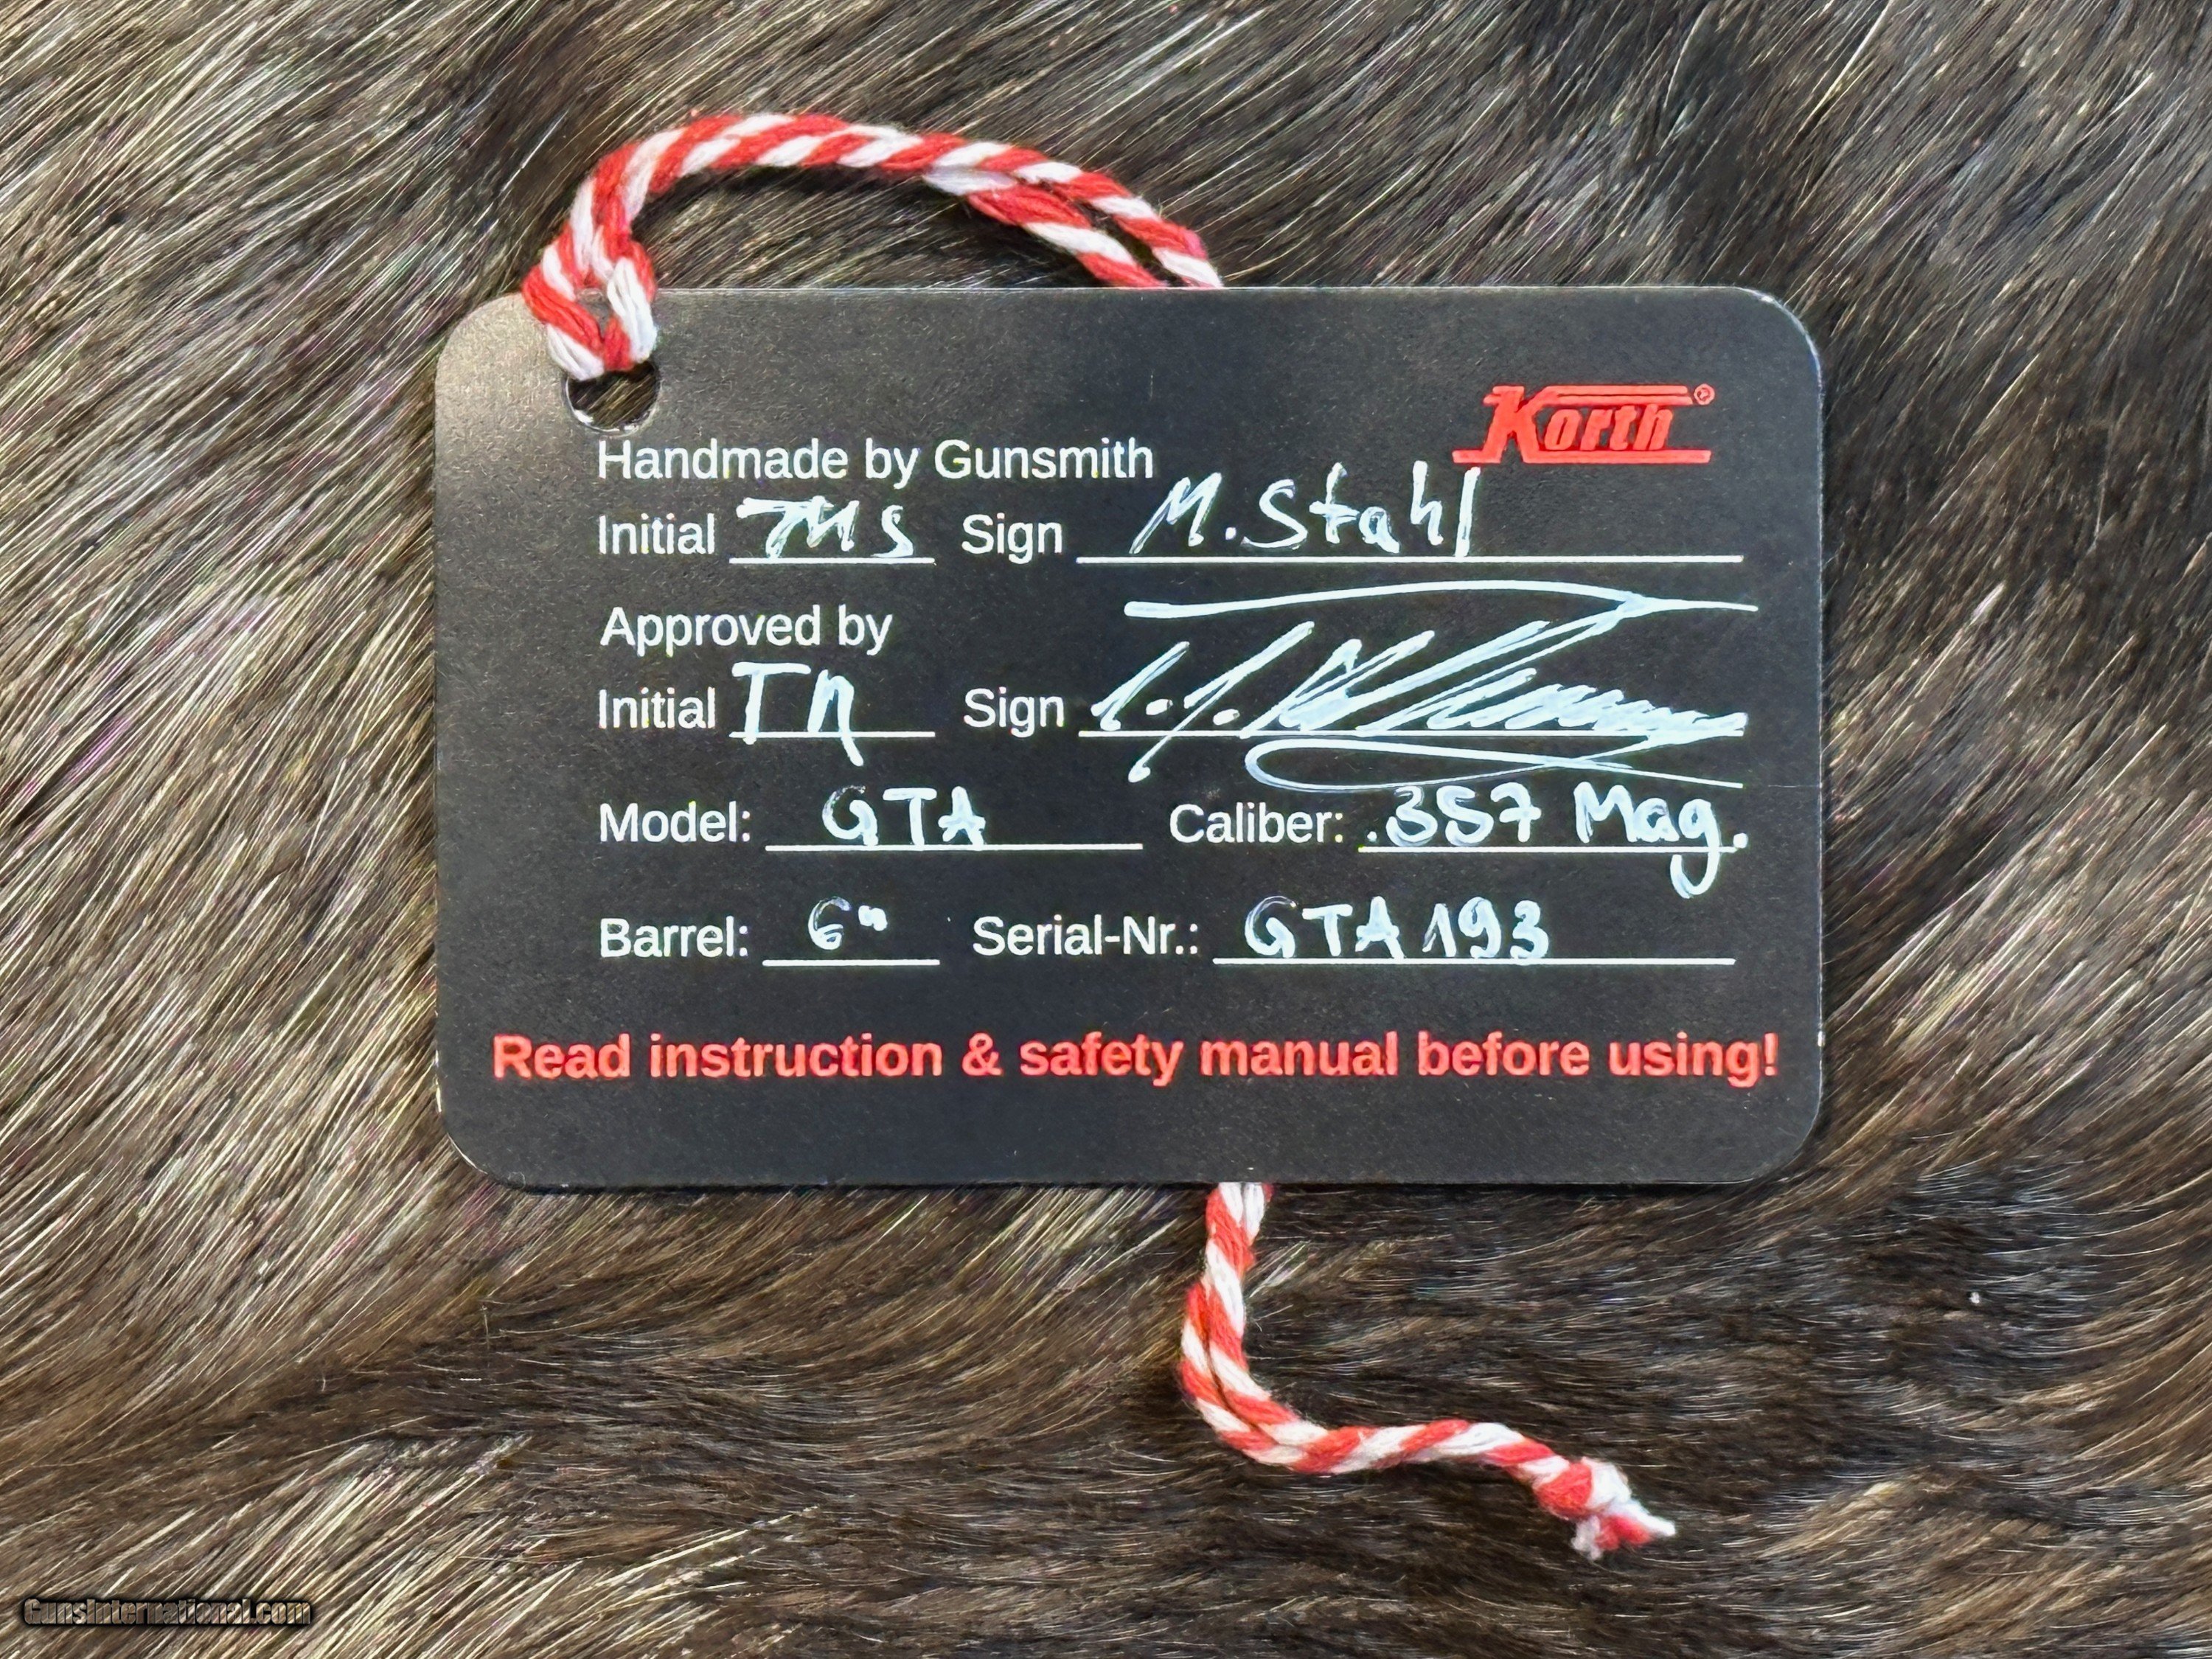 Korth®
Handmade by Gunsmith
Initial MS Sign M. Stahl
Approved by
Initial TN Sign
Model: GTA Caliber: .357 Mag.
Barrel: 6" Serial-Nr.: GTA 193
Read instruction & safety manual before using!
GunsInternational.com